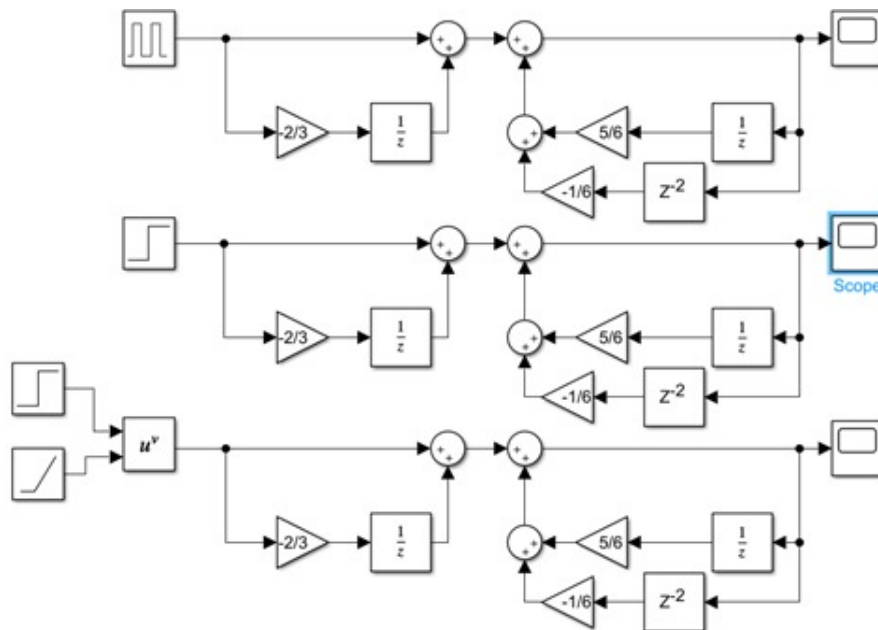 + + + +
-2/3 1/z + + 5/6 1/z
-1/6 Z-2
+ + + +
Scope
-2/3 1/z + + 5/6 1/z
-1/6 Z-2
uv + + + +
-2/3 1/z + + 5/6 1/z
-1/6 Z-2